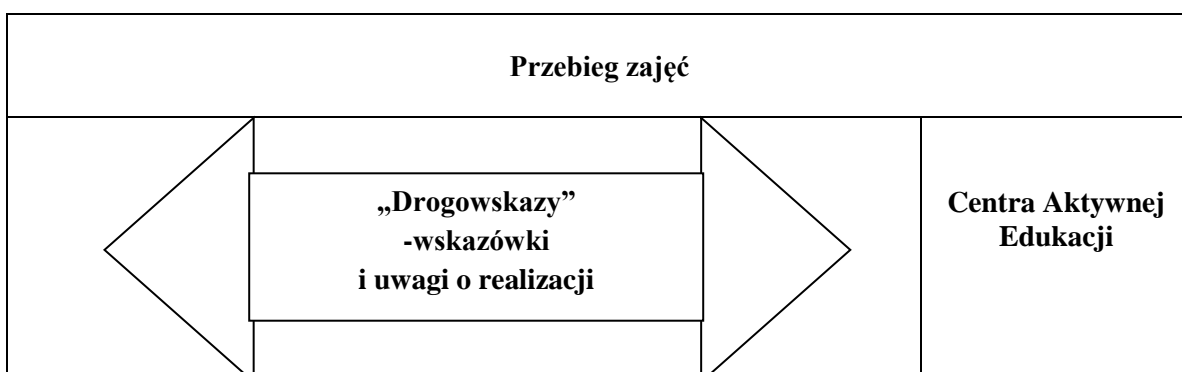 Przebieg zajęć
„Drogowskazy”
-wskazówki
i uwagi o realizacji
Centra Aktywnej
Edukacji